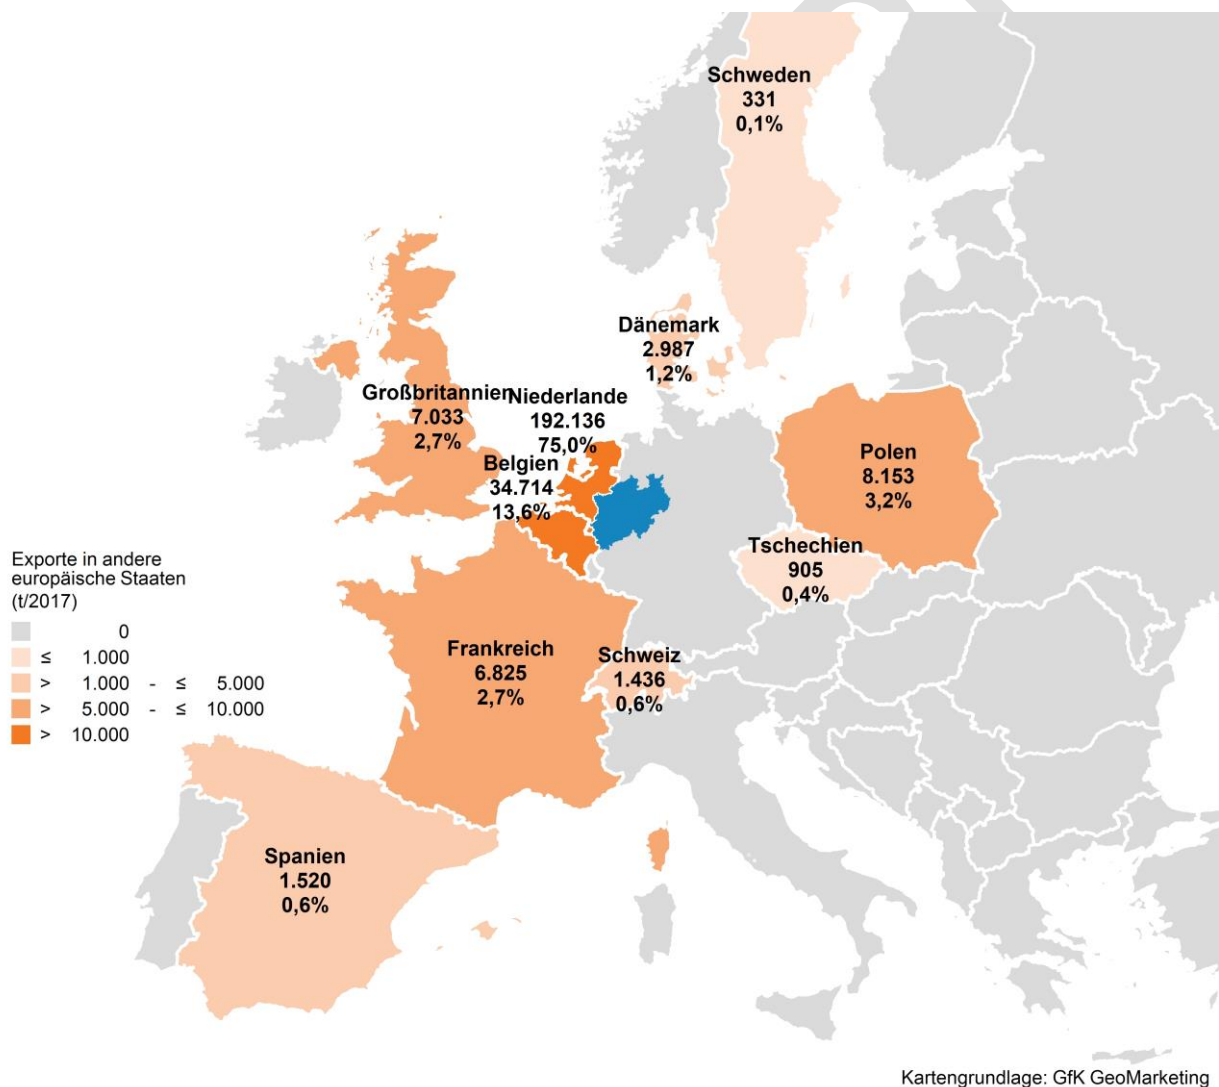 Schweden
331
0,1%
Dänemark
2.987
1,2%
Großbritannien
7.033
2,7%
Niederlande
192.136
75,0%
Belgien
34.714
13,6%
Polen
8.153
3,2%
Tschechien
905
0,4%
Exporte in andere
europäische Staaten
(t/2017)
0
≤ 1.000
> 1.000 - ≤ 5.000
> 5.000 - ≤ 10.000
> 10.000
Frankreich
6.825
2,7%
Schweiz
1.436
0,6%
Spanien
1.520
0,6%
Kartengrundlage: GfK GeoMarketing